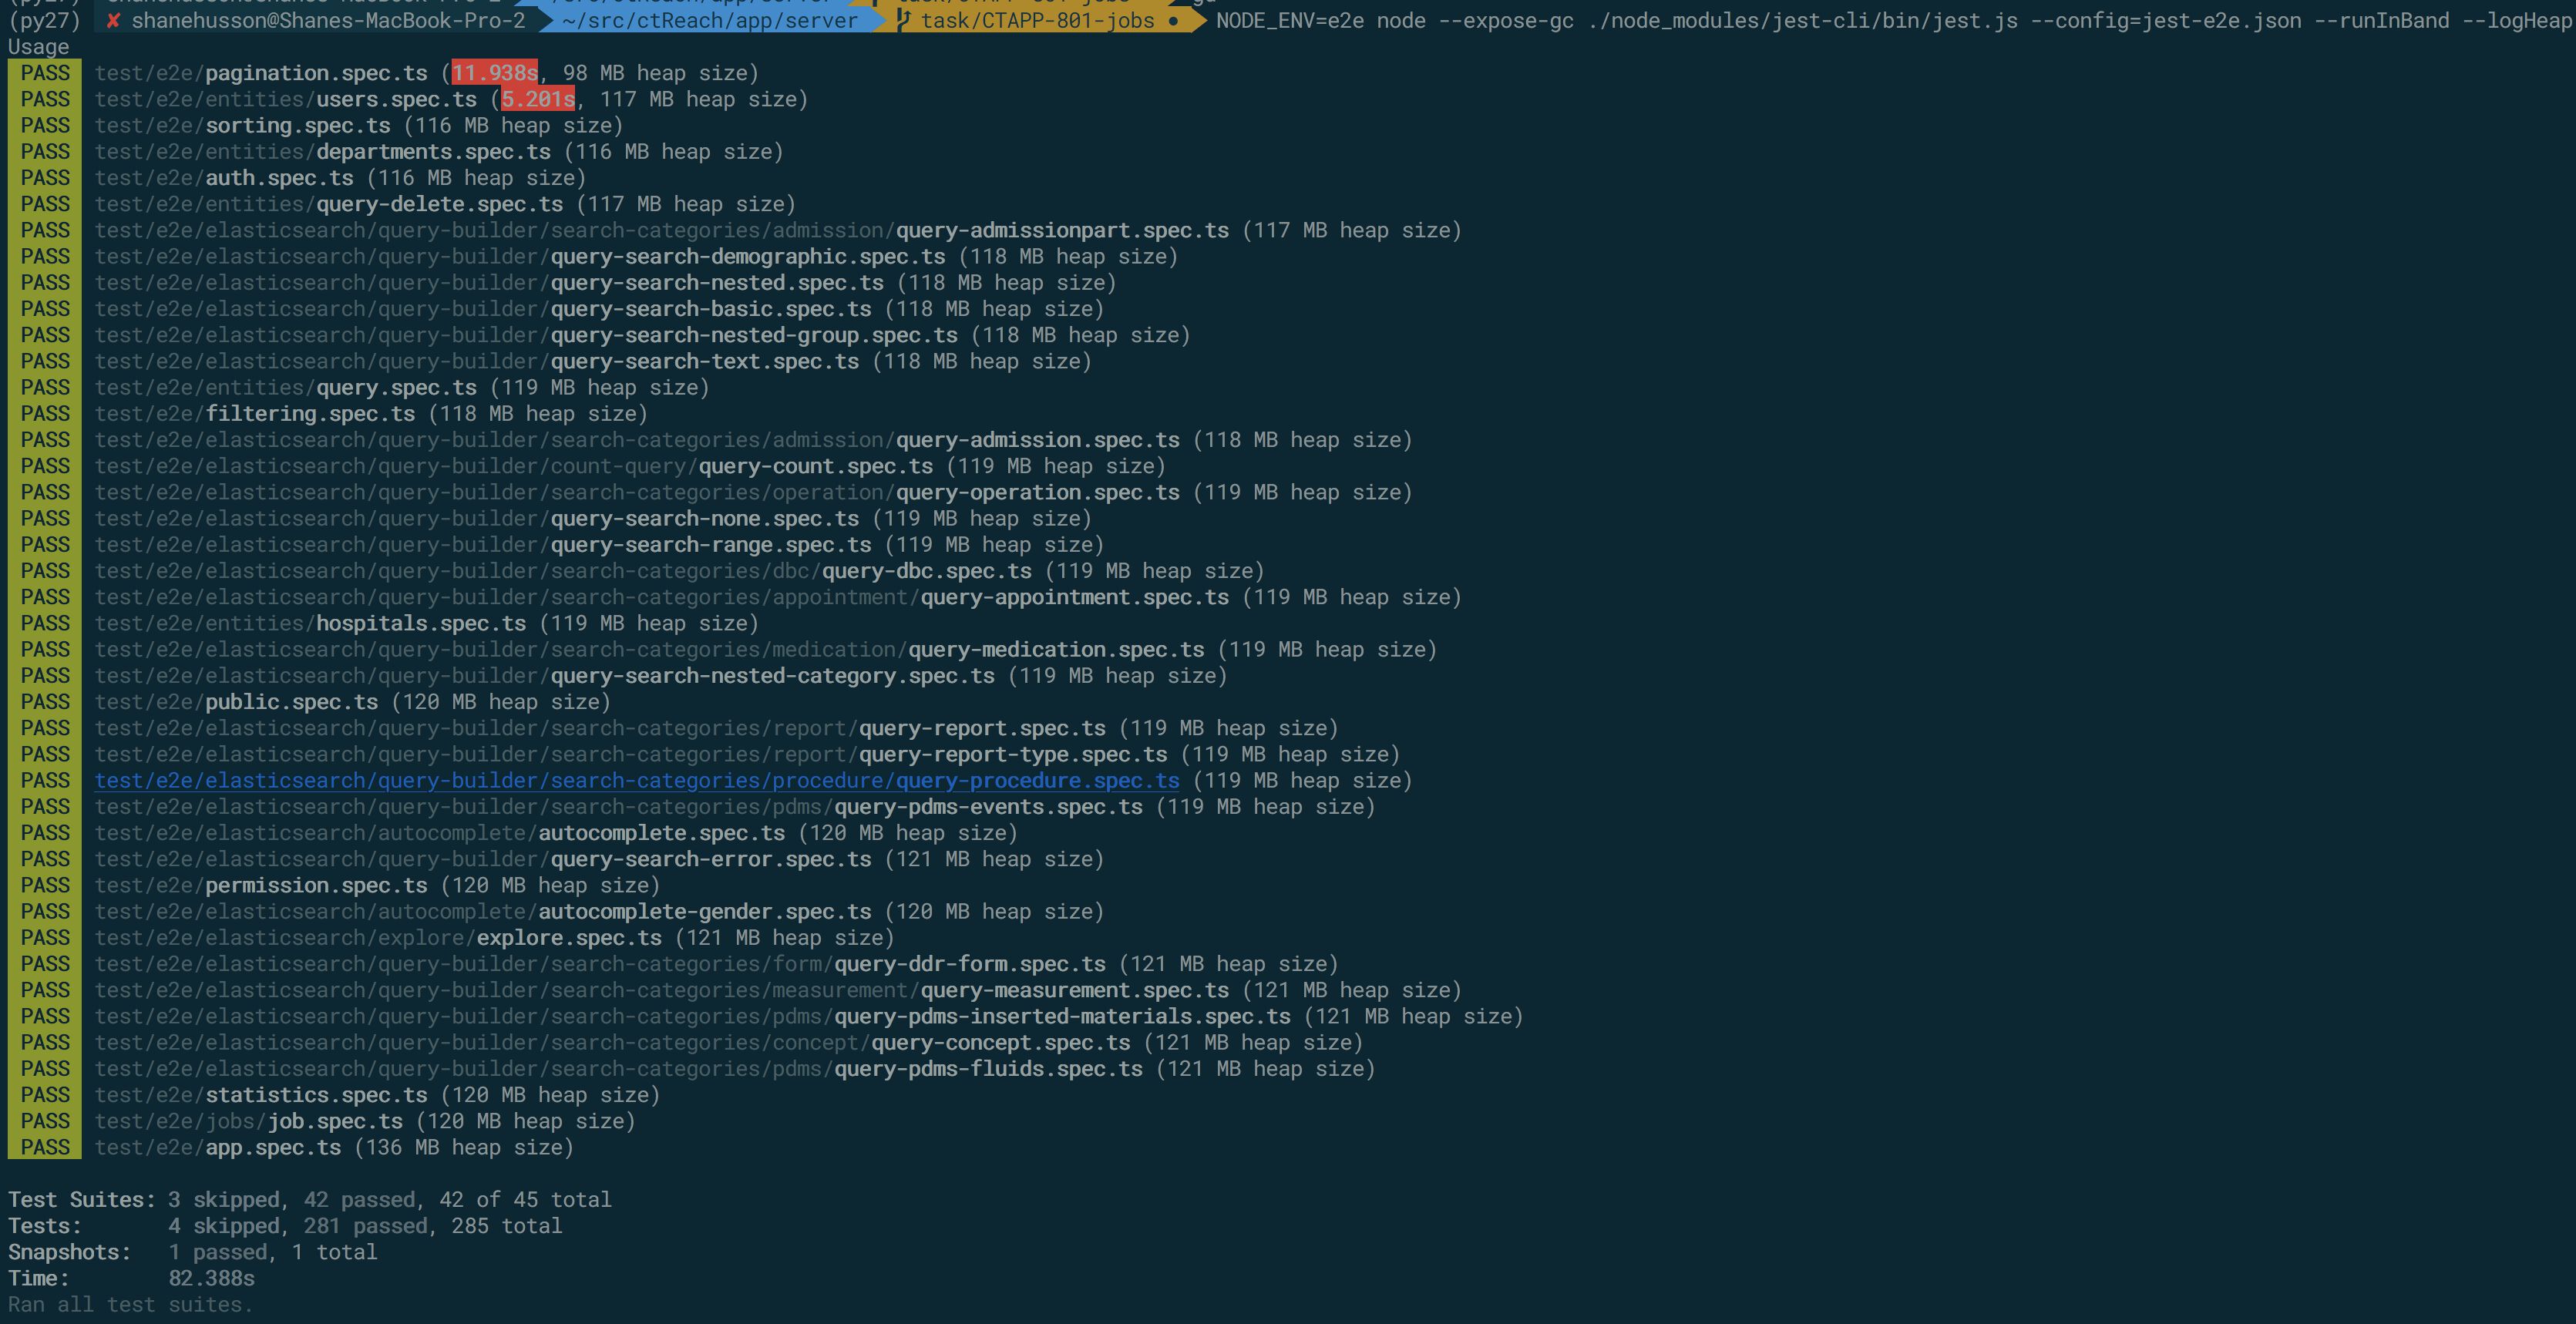 (py27) ✘ shanehusson@Shanes-MacBook-Pro-2 ~/src/ctReach/app/server task/CTAPP-801-jobs ● NODE_ENV=e2e node --expose-gc ./node_modules/jest-cli/bin/jest.js --config=jest-e2e.json --runInBand --logHeap
Usage
PASS test/e2e/pagination.spec.ts (11.938s, 98 MB heap size)
PASS test/e2e/entities/users.spec.ts (5.201s, 117 MB heap size)
PASS test/e2e/sorting.spec.ts (116 MB heap size)
PASS test/e2e/entities/departments.spec.ts (116 MB heap size)
PASS test/e2e/auth.spec.ts (116 MB heap size)
PASS test/e2e/entities/query-delete.spec.ts (117 MB heap size)
PASS test/e2e/elasticsearch/query-builder/search-categories/admission/query-admissionpart.spec.ts (117 MB heap size)
PASS test/e2e/elasticsearch/query-builder/query-search-demographic.spec.ts (118 MB heap size)
PASS test/e2e/elasticsearch/query-builder/query-search-nested.spec.ts (118 MB heap size)
PASS test/e2e/elasticsearch/query-builder/query-search-basic.spec.ts (118 MB heap size)
PASS test/e2e/elasticsearch/query-builder/query-search-nested-group.spec.ts (118 MB heap size)
PASS test/e2e/elasticsearch/query-builder/query-search-text.spec.ts (118 MB heap size)
PASS test/e2e/entities/query.spec.ts (119 MB heap size)
PASS test/e2e/filtering.spec.ts (118 MB heap size)
PASS test/e2e/elasticsearch/query-builder/search-categories/admission/query-admission.spec.ts (118 MB heap size)
PASS test/e2e/elasticsearch/query-builder/count-query/query-count.spec.ts (119 MB heap size)
PASS test/e2e/elasticsearch/query-builder/search-categories/operation/query-operation.spec.ts (119 MB heap size)
PASS test/e2e/elasticsearch/query-builder/query-search-none.spec.ts (119 MB heap size)
PASS test/e2e/elasticsearch/query-builder/query-search-range.spec.ts (119 MB heap size)
PASS test/e2e/elasticsearch/query-builder/search-categories/dbc/query-dbc.spec.ts (119 MB heap size)
PASS test/e2e/elasticsearch/query-builder/search-categories/appointment/query-appointment.spec.ts (119 MB heap size)
PASS test/e2e/entities/hospitals.spec.ts (119 MB heap size)
PASS test/e2e/elasticsearch/query-builder/search-categories/medication/query-medication.spec.ts (119 MB heap size)
PASS test/e2e/elasticsearch/query-builder/query-search-nested-category.spec.ts (119 MB heap size)
PASS test/e2e/public.spec.ts (120 MB heap size)
PASS test/e2e/elasticsearch/query-builder/search-categories/report/query-report.spec.ts (119 MB heap size)
PASS test/e2e/elasticsearch/query-builder/search-categories/report/query-report-type.spec.ts (119 MB heap size)
PASS test/e2e/elasticsearch/query-builder/search-categories/procedure/query-procedure.spec.ts (119 MB heap size)
PASS test/e2e/elasticsearch/query-builder/search-categories/pdms/query-pdms-events.spec.ts (119 MB heap size)
PASS test/e2e/elasticsearch/autocomplete/autocomplete.spec.ts (120 MB heap size)
PASS test/e2e/elasticsearch/query-builder/query-search-error.spec.ts (121 MB heap size)
PASS test/e2e/permission.spec.ts (120 MB heap size)
PASS test/e2e/elasticsearch/autocomplete/autocomplete-gender.spec.ts (120 MB heap size)
PASS test/e2e/elasticsearch/explore/explore.spec.ts (121 MB heap size)
PASS test/e2e/elasticsearch/query-builder/search-categories/form/query-ddr-form.spec.ts (121 MB heap size)
PASS test/e2e/elasticsearch/query-builder/search-categories/measurement/query-measurement.spec.ts (121 MB heap size)
PASS test/e2e/elasticsearch/query-builder/search-categories/pdms/query-pdms-inserted-materials.spec.ts (121 MB heap size)
PASS test/e2e/elasticsearch/query-builder/search-categories/concept/query-concept.spec.ts (121 MB heap size)
PASS test/e2e/elasticsearch/query-builder/search-categories/pdms/query-pdms-fluids.spec.ts (121 MB heap size)
PASS test/e2e/statistics.spec.ts (120 MB heap size)
PASS test/e2e/jobs/job.spec.ts (120 MB heap size)
PASS test/e2e/app.spec.ts (136 MB heap size)
Test Suites: 3 skipped, 42 passed, 42 of 45 total
Tests: 4 skipped, 281 passed, 285 total
Snapshots: 1 passed, 1 total
Time: 82.388s
Ran all test suites.